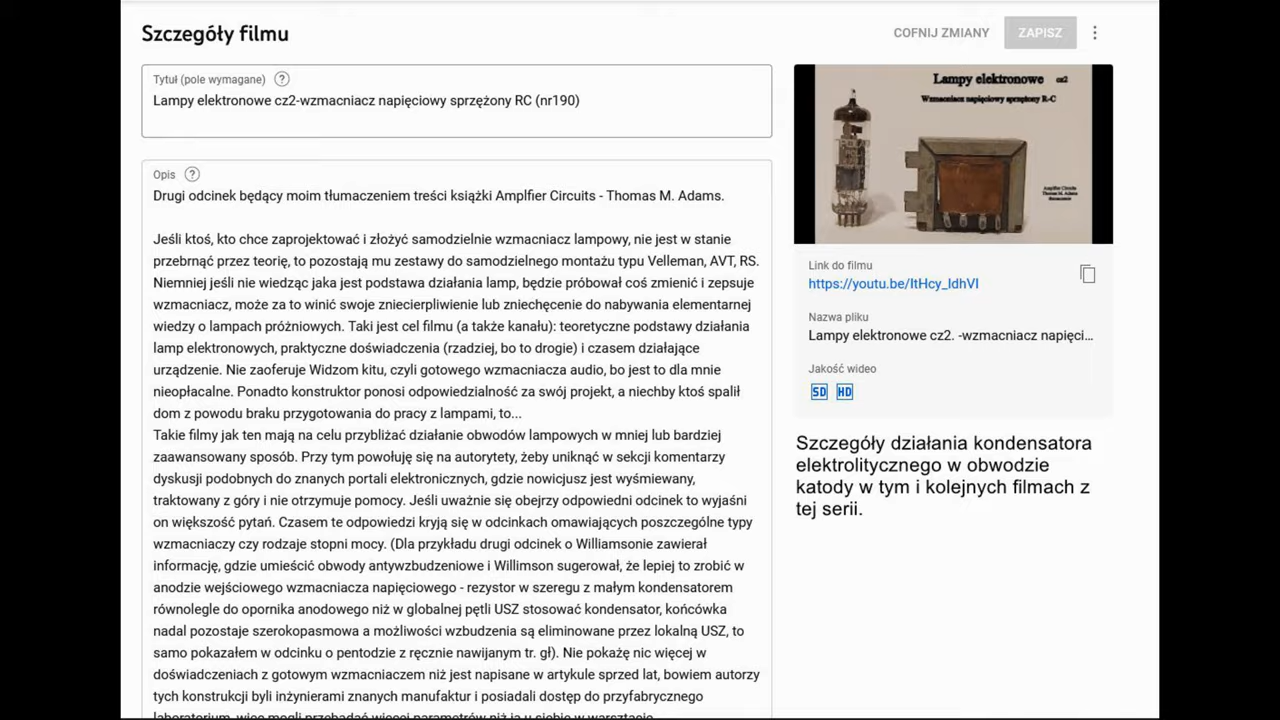 Szczegóły filmu
COFNIJ ZMIANY
ZAPISZ
Tytuł (pole wymagane)
Lampy elektronowe cz2-wzmacniacz napięciowy sprzężony RC (nr190)
Opis
Drugi odcinek będący moim tłumaczeniem treści książki Amplfier Circuits - Thomas M. Adams.
Jeśli ktoś, kto chce zaprojektować i złożyć samodzielnie wzmacniacz lampowy, nie jest w stanie
przebrnąć przez teorię, to pozostają mu zestawy do samodzielnego montażu typu Velleman, AVT, RS.
Niemniej jeśli nie wiedząc jaka jest podstawa działania lamp, będzie próbował coś zmienić i zepsuje
wzmacniacz, może za to winić swoje zniecierpliwienie lub zniechęcenie do nabywania elementarnej
wiedzy o lampach próżniowych. Taki jest cel filmu (a także kanału): teoretyczne podstawy działania
lamp elektronowych, praktyczne doświadczenia (rzadziej, bo to drogie) i czasem działające
urządzenie. Nie zaoferuje Widzom kitu, czyli gotowego wzmacniacza audio, bo jest to dla mnie
nieopłacalne. Ponadto konstruktor ponosi odpowiedzialność za swój projekt, a niechby ktoś spalił
dom z powodu braku przygotowania do pracy z lampami, to...
Takie filmy jak ten mają na celu przybliżać działanie obwodów lampowych w mniej lub bardziej
zaawansowany sposób. Przy tym powołuję się na autorytety, żeby uniknąć w sekcji komentarzy
dyskusji podobnych do znanych portali elektronicznych, gdzie nowicjusz jest wyśmiewany,
traktowany z góry i nie otrzymuje pomocy. Jeśli uważnie się obejrzy odpowiedni odcinek to wyjaśni
on większość pytań. Czasem te odpowiedzi kryją się w odcinkach omawiających poszczególne typy
wzmacniaczy czy rodzaje stopni mocy. (Dla przykładu drugi odcinek o Williamsonie zawierał
informację, gdzie umieścić obwody antywzbudzeniowe i Willimson sugerował, że lepiej to zrobić w
anodzie wejściowego wzmacniacza napięciowego - rezystor w szeregu z małym kondensatorem
równolegle do opornika anodowego niż w globalnej pętli USZ stosować kondensator, końcówka
nadal pozostaje szerokopasmowa a możliwości wzbudzenia są eliminowane przez lokalną USZ, to
samo pokazałem w odcinku o pentodzie z ręcznie nawijanym tr. gł). Nie pokażę nic więcej w
doświadczeniach z gotowym wzmacniaczem niż jest napisane w artykule sprzed lat, bowiem autorzy
tych konstrukcji byli inżynierami znanych manufaktur i posiadali dostęp do przyfabrycznego
laboratorium, więc mogli przebadać więcej parametrów niż ja u siebie w warsztacie.
Lampy elektronowe cz2
Wzmacniacz napięciowy sprzężony R-C
Amplifier Circuits
Thomas M. Adams
Link do filmu
https://youtu.be/ItHcy_IdhVI
Nazwa pliku
Lampy elektronowe cz2. -wzmacniacz napięci...
Jakość wideo
SD HD
Szczegóły działania kondensatora
elektrolitycznego w obwodzie
katody w tym i kolejnych filmach z
tej serii.